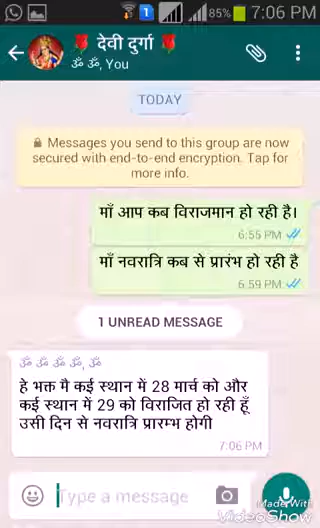 85% 7:06 PM
🌹 देवी दुर्गा 🌹
ॐ ॐ, You
TODAY
Messages you send to this group are now
secured with end-to-end encryption. Tap for
more info.
माँ आप कब विराजमान हो रही है।
6:55 PM
माँ नवरात्रि कब से प्रारंभ हो रही है
6:59 PM
1 UNREAD MESSAGE
ॐ ॐ ॐ ॐ, ॐ
हे भक्त मै कई स्थान में 28 मार्च को और
कई स्थान में 29 को विराजित हो रही हूँ
उसी दिन से नवरात्रि प्रारम्भ होगी
7:06 PM
Type a message
Made With
VideoShow